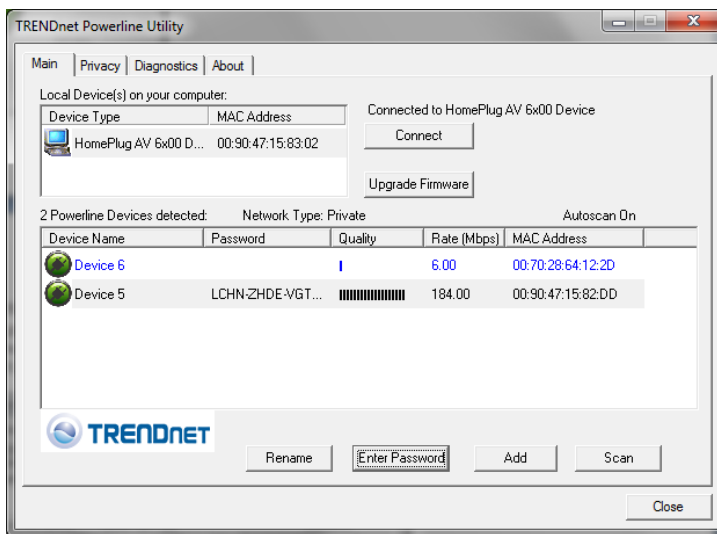 TRENDnet Powerline Utility
Main Privacy Diagnostics About
Local Device(s) on your computer:
Device Type MAC Address
HomePlug AV 6x00 D... 00:90:47:15:83:02
Connected to HomePlug AV 6x00 Device
Connect
Upgrade Firmware
2 Powerline Devices detected: Network Type: Private Autoscan On
Device Name Password Quality Rate (Mbps) MAC Address
Device 6 6.00 00:70:28:64:12:2D
Device 5 LCHN-ZHDE-VGT... 184.00 00:90:47:15:82:DD
TRENDNET
Rename Enter Password Add Scan
Close